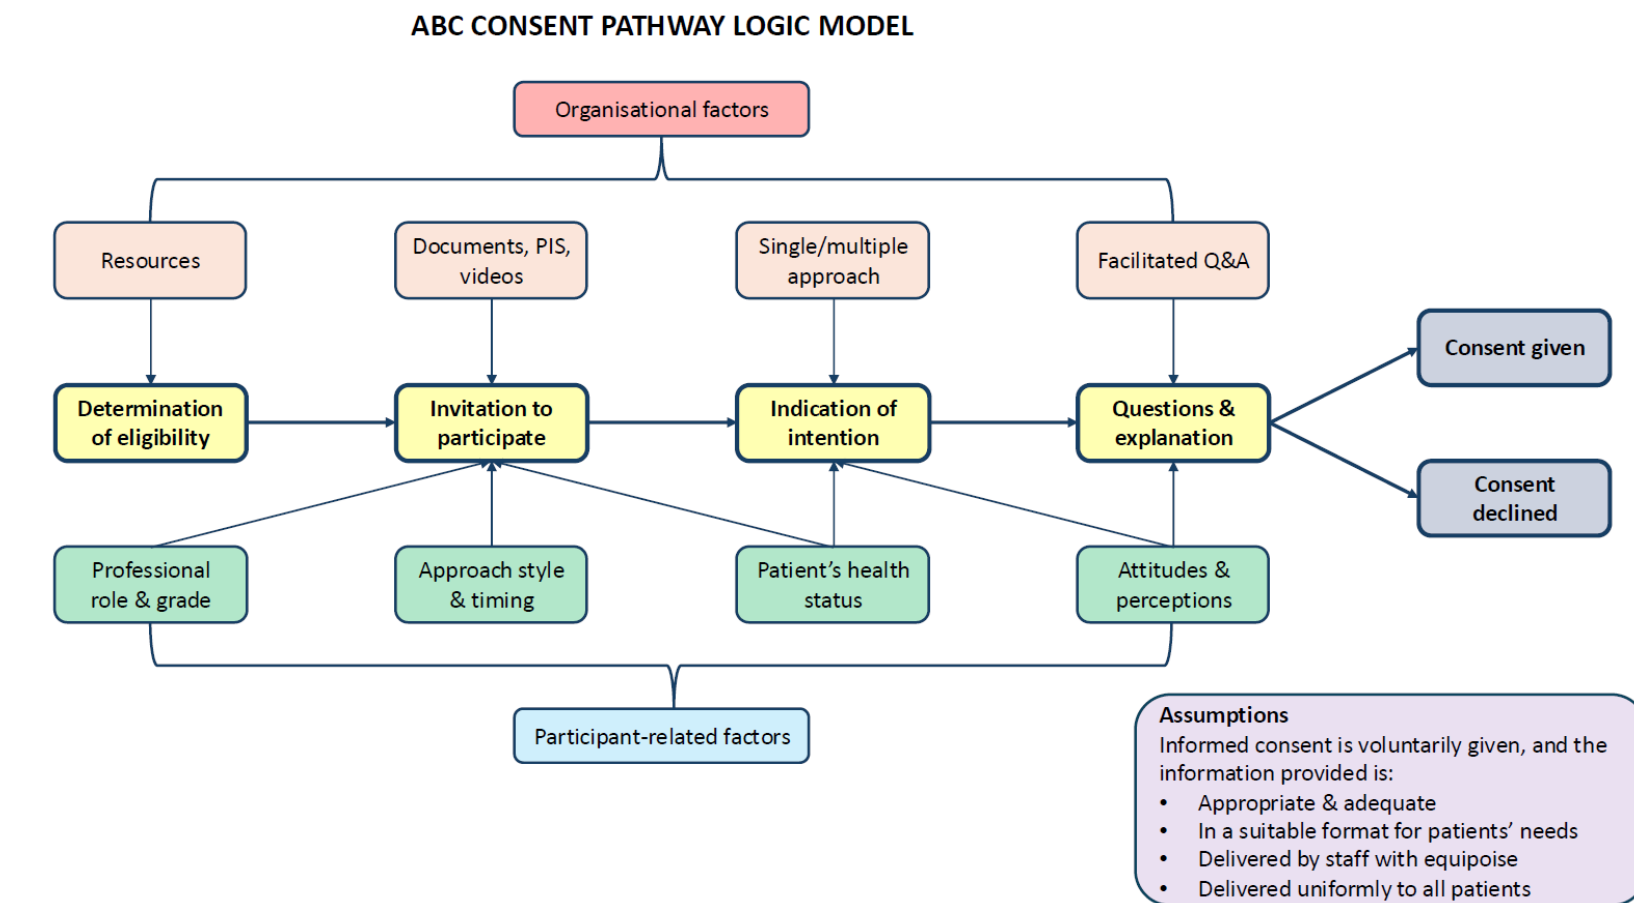 ABC CONSENT PATHWAY LOGIC MODEL
Organisational factors
Resources
Documents, PIS,
videos
Single/multiple
approach
Facilitated Q&A
Consent given
Determination
of eligibility
Invitation to
participate
Indication of
intention
Questions &
explanation
Consent
declined
Professional
role & grade
Approach style
& timing
Patient’s health
status
Attitudes &
perceptions
Participant-related factors
Assumptions
Informed consent is voluntarily given, and the
information provided is:
• Appropriate & adequate
• In a suitable format for patients’ needs
• Delivered by staff with equipoise
• Delivered uniformly to all patients